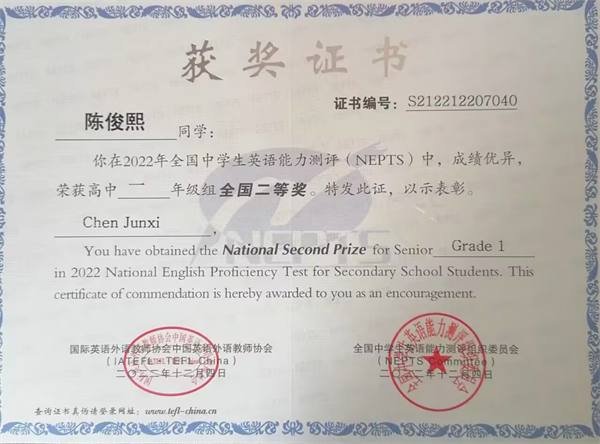 获奖证书
证书编号：S212212207040
陈俊熙同学：
你在2022年全国中学生英语能力测评（NEPTS）中，成绩优异，
荣获高中一年级组全国二等奖。特发此证，以示表彰。
Chen Junxi,
You have obtained the National Second Prize for Senior Grade 1
in 2022 National English Proficiency Test for Secondary School Students. This
certificate of commendation is hereby awarded to you as an encouragement.
国际英语外语教师协会中国英语外语教师协会
(IATEFL-TEFL China)
二〇二二年十二月四日
全国中学生英语能力测评组织委员会
(NEPTS Committee)
二〇二二年十二月四日
查询证书真伪请登录网址：www.tefl-china.cn
NEPTS